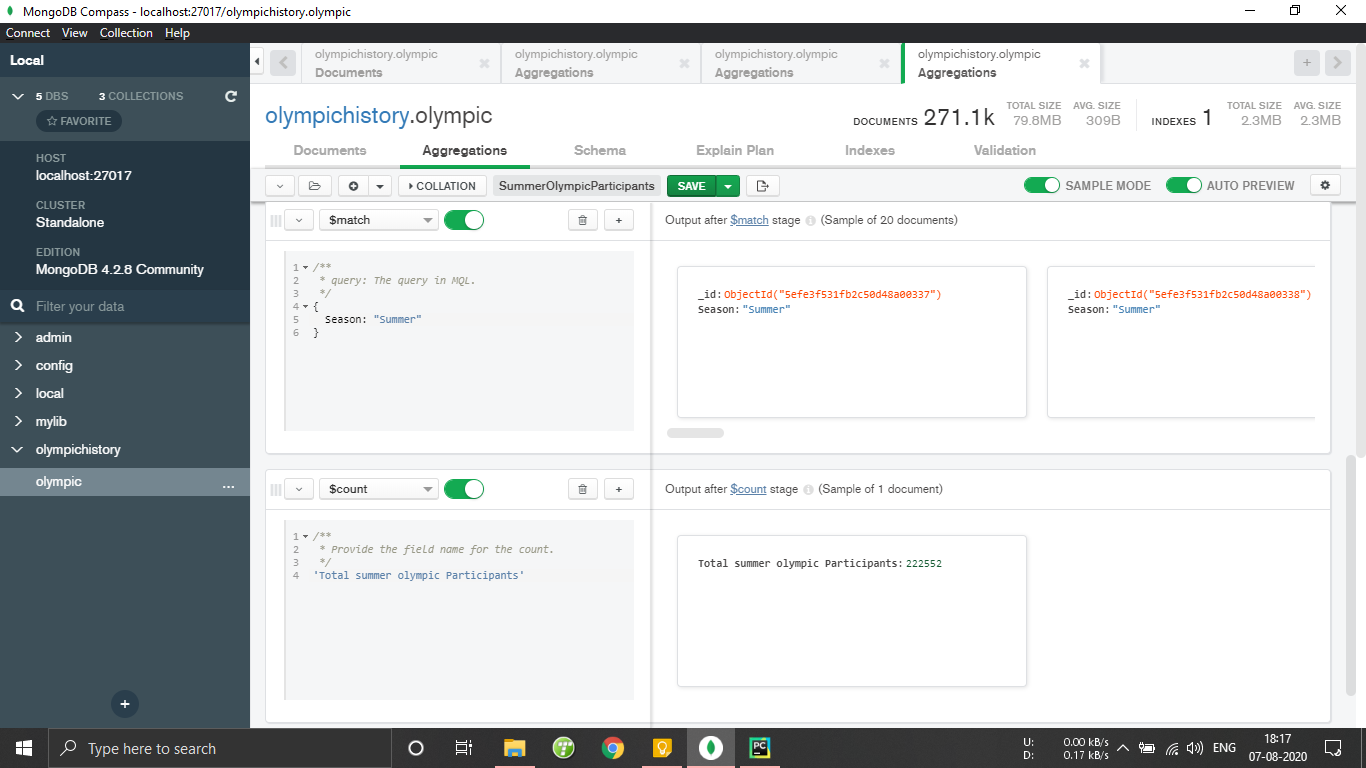 MongoDB Compass - localhost:27017/olympichistory.olympic
Connect View Collection Help
Local
5 DBS 3 COLLECTIONS
FAVORITE
HOST
localhost:27017
CLUSTER
Standalone
EDITION
MongoDB 4.2.8 Community
Filter your data
admin
config
local
mylib
olympichistory
olympic ...
olympichistory.olympic
Documents
olympichistory.olympic
Aggregations
olympichistory.olympic
Aggregations
olympichistory.olympic
Aggregations
olympichistory.olympic
DOCUMENTS 271.1k
TOTAL SIZE
79.8MB
AVG. SIZE
309B
INDEXES 1
TOTAL SIZE
2.3MB
AVG. SIZE
2.3MB
Documents Aggregations Schema Explain Plan Indexes Validation
COLLATION SummerOlympicParticipants SAVE SAMPLE MODE AUTO PREVIEW
$match
1 /**
2 * query: The query in MQL.
3 */
4 {
5 Season: "Summer"
6 }
Output after $match stage (Sample of 20 documents)
_id: ObjectId("5efe3f531fb2c50d48a00337")
Season: "Summer"
_id: ObjectId("5efe3f531fb2c50d48a00338")
Season: "Summer"
$count
1 /**
2 * Provide the field name for the count.
3 */
4 'Total summer olympic Participants'
Output after $count stage (Sample of 1 document)
Total summer olympic Participants: 222552
Type here to search
PC
U: 0.00 kB/s
D: 0.17 kB/s
ENG
18:17
07-08-2020